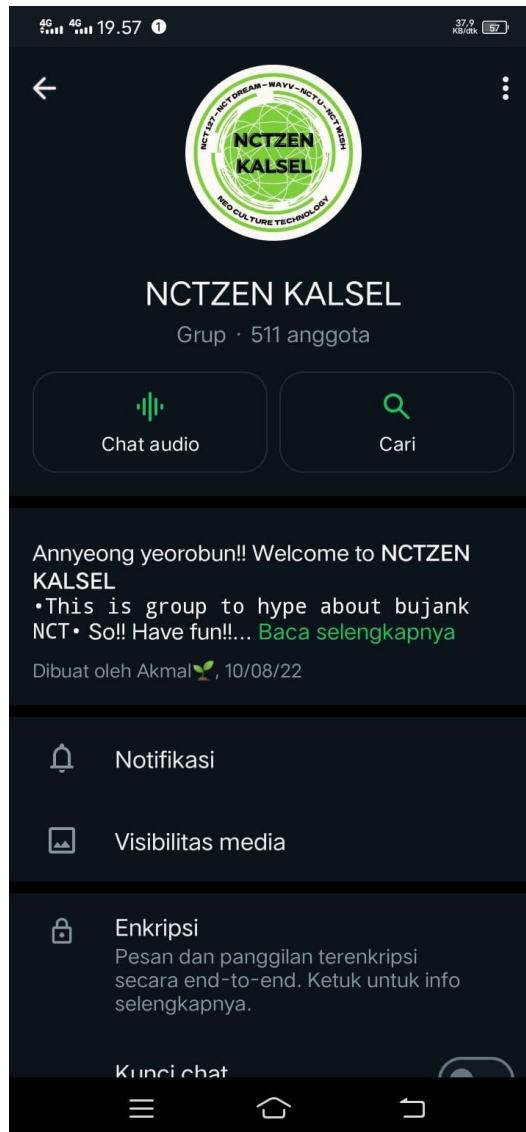 4G 4G 19.57 1 37,9 KB/dtk 57
NCT 127 - NCT DREAM - WAYV - NCT U - NCT WISH
NCTZEN
KALSEL
NEO CULTURE TECHNOLOGY
NCTZEN KALSEL
Grup · 511 anggota
Chat audio
Cari
Annyeong yeorobun!! Welcome to NCTZEN
KALSEL
•This is group to hype about bujank
NCT• So!! Have fun!!... Baca selengkapnya
Dibuat oleh Akmal🌱, 10/08/22
Notifikasi
Visibilitas media
Enkripsi
Pesan dan panggilan terenkripsi
secara end-to-end. Ketuk untuk info
selengkapnya.
Kunci chat